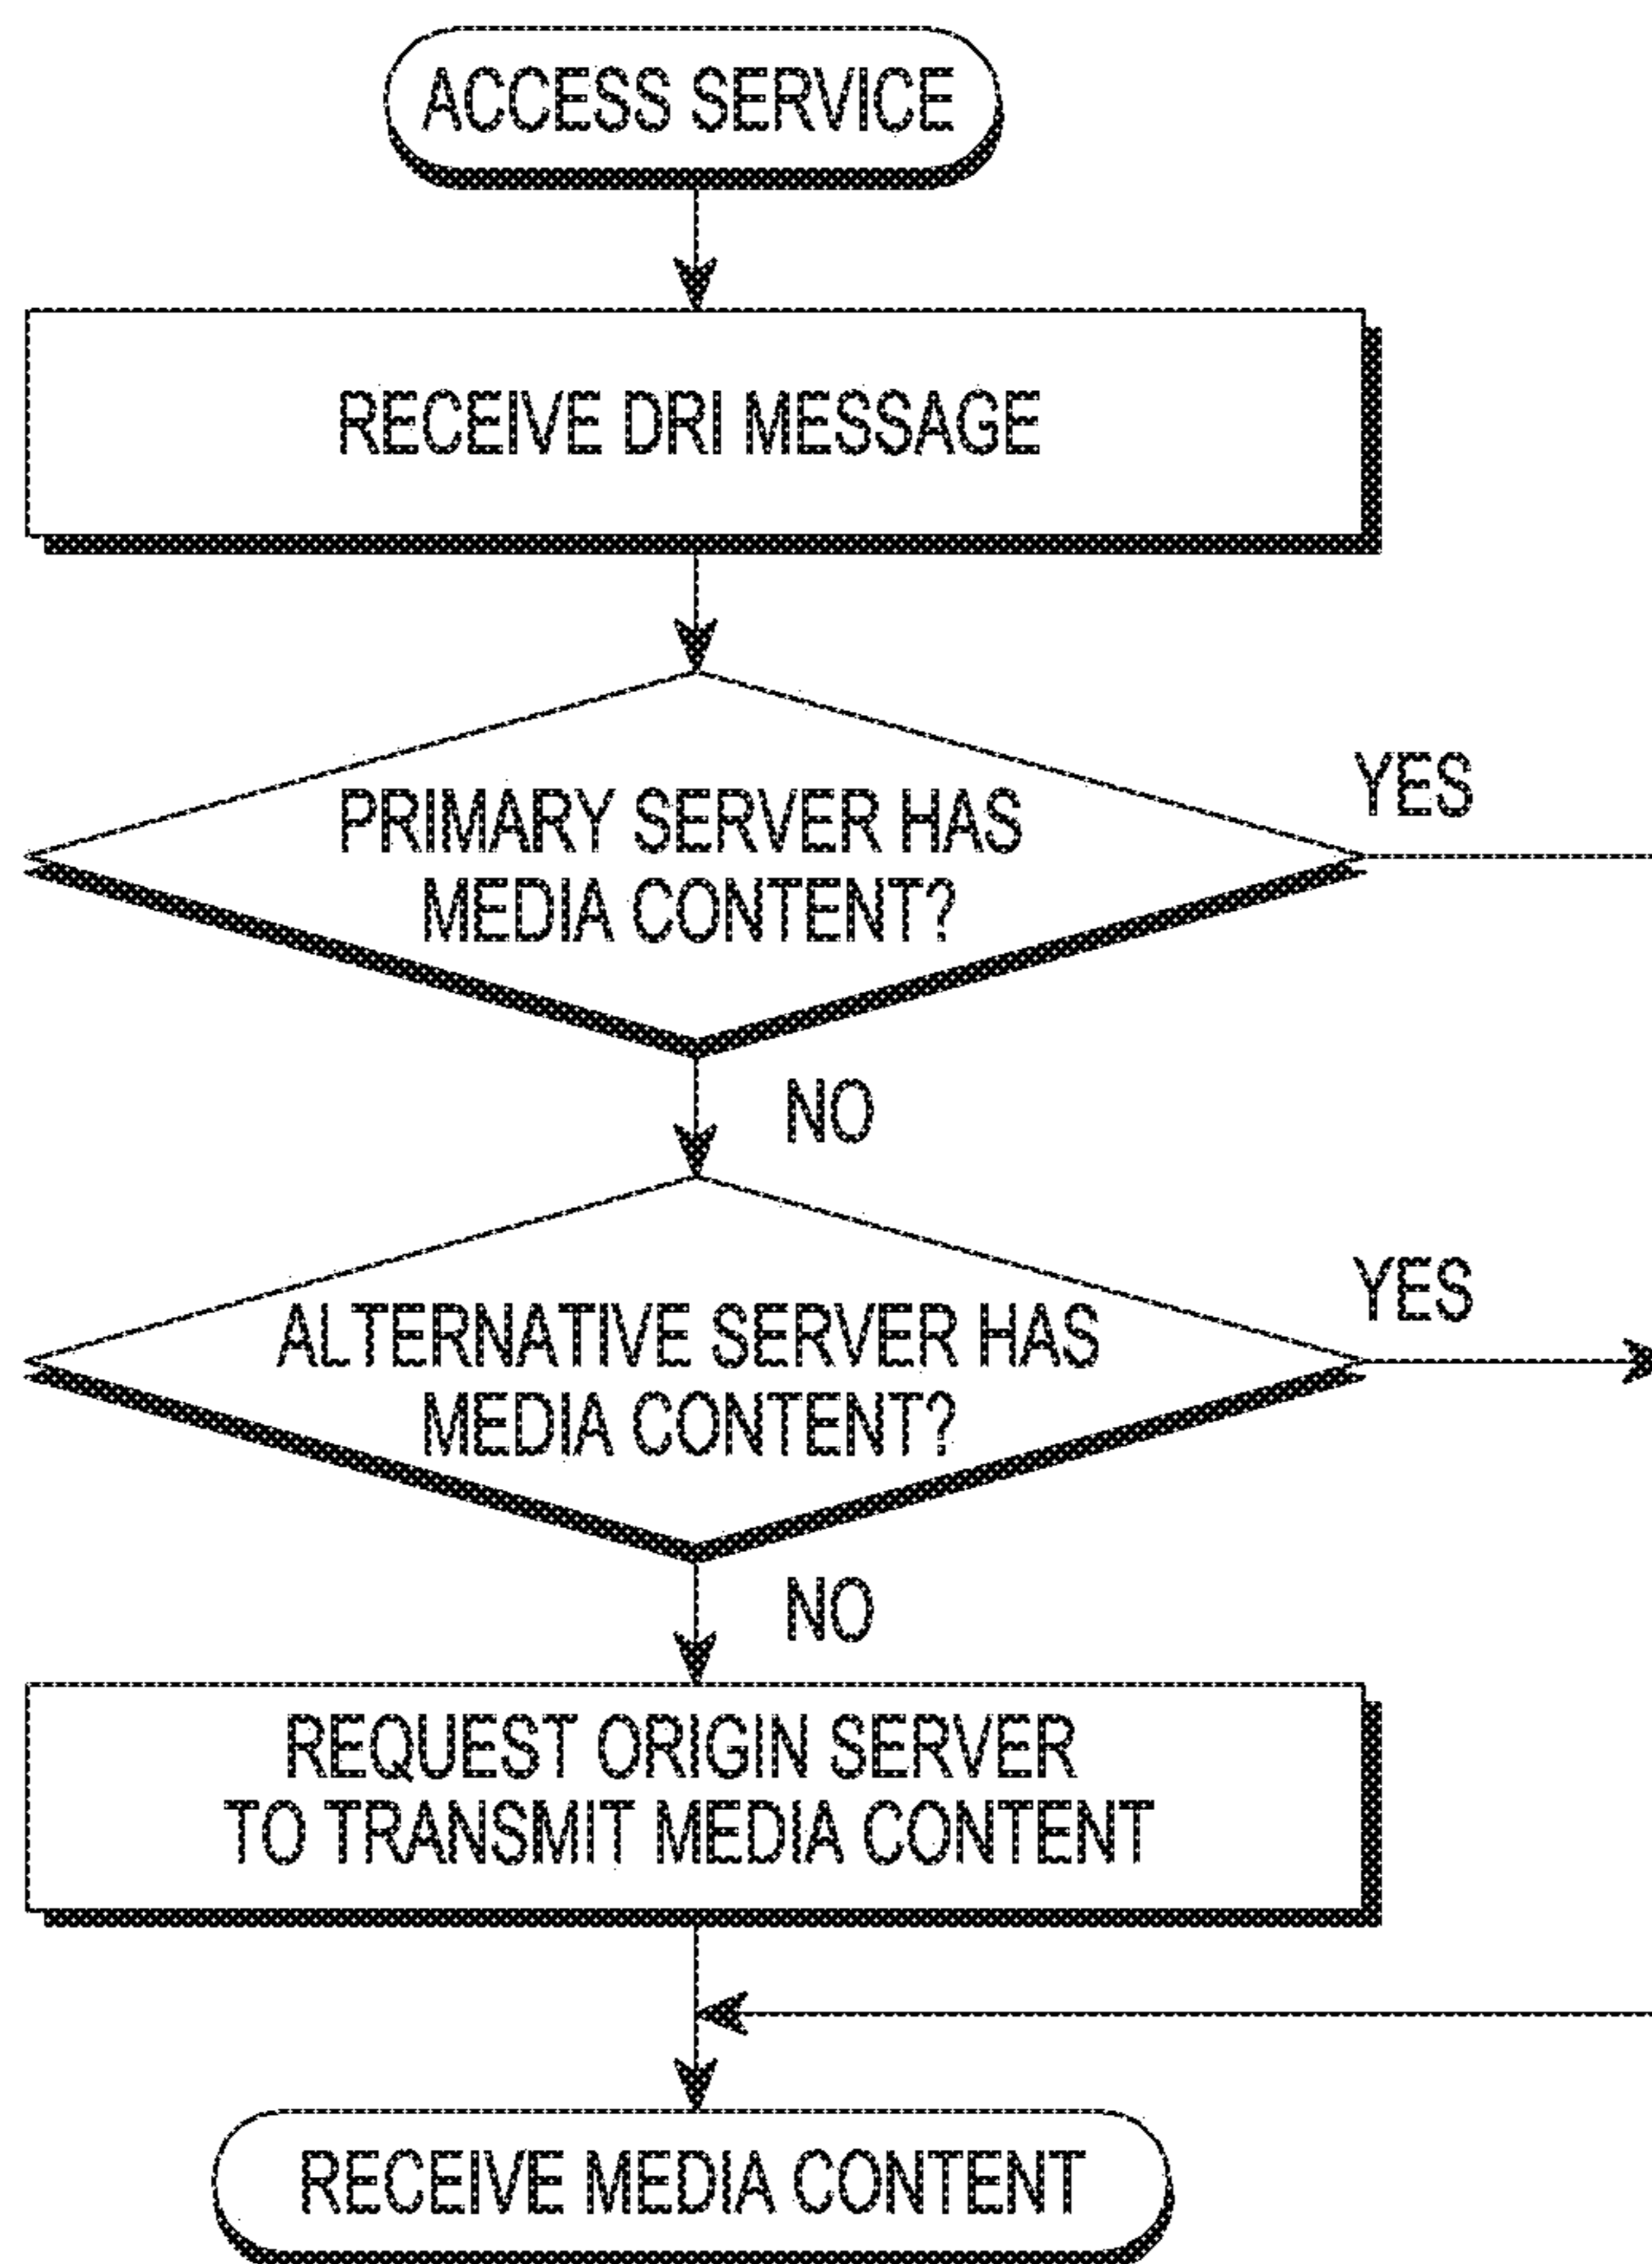 ACCESS SERVICE
RECEIVE DRI MESSAGE
PRIMARY SERVER HAS
MEDIA CONTENT?
YES
NO
ALTERNATIVE SERVER HAS
MEDIA CONTENT?
YES
NO
REQUEST ORIGIN SERVER
TO TRANSMIT MEDIA CONTENT
RECEIVE MEDIA CONTENT